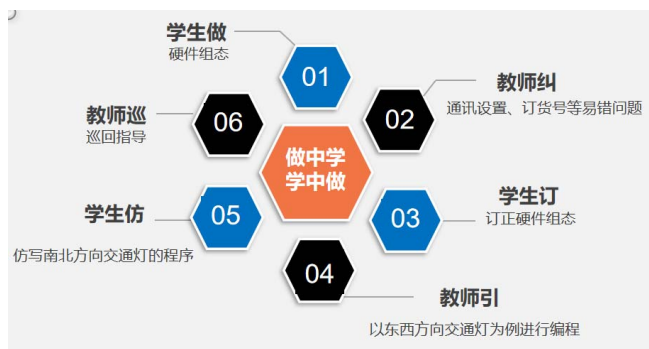 学生做
硬件组态
01
教师纠
通讯设置、订货号等易错问题
02
学生订
订正硬件组态
03
教师引
以东西方向交通灯为例进行编程
04
学生仿
仿写南北方向交通灯的程序
05
教师巡
巡回指导
06
做中学
学中做